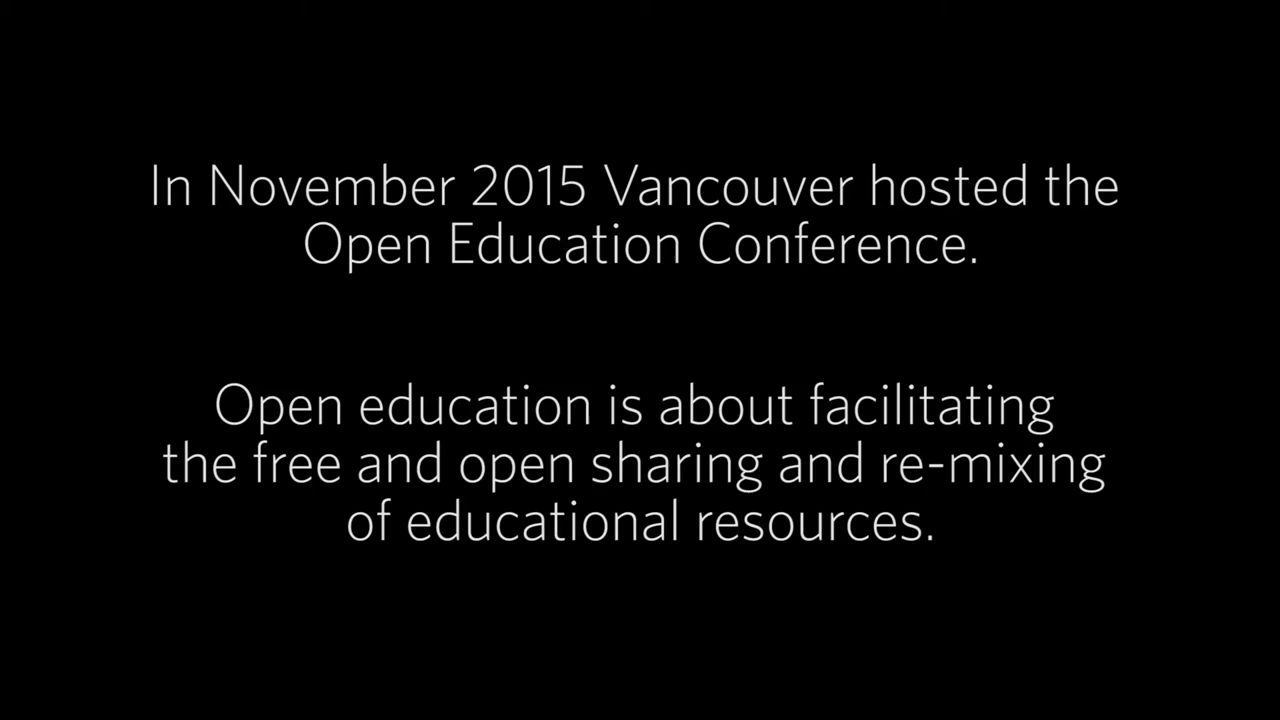 In November 2015 Vancouver hosted the
Open Education Conference.
Open education is about facilitating
the free and open sharing and re-mixing
of educational resources.